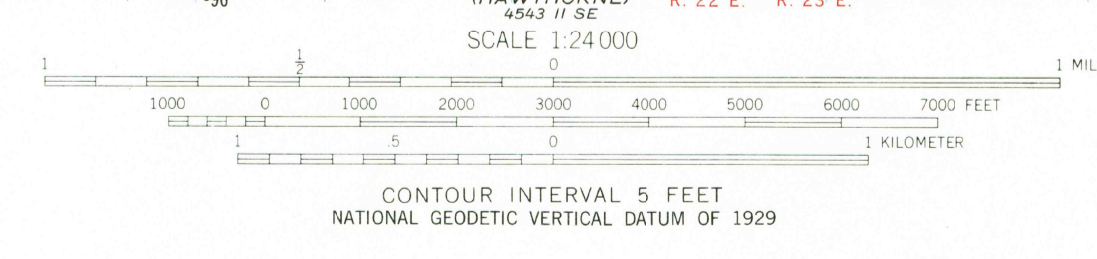 -96 (HAWTHORNE) R. 22 E. R. 23 E.
4543 II SE
SCALE 1:24 000
1 1/2 0 1 MIL
1000 0 1000 2000 3000 4000 5000 6000 7000 FEET
1 .5 0 1 KILOMETER
CONTOUR INTERVAL 5 FEET
NATIONAL GEODETIC VERTICAL DATUM OF 1929